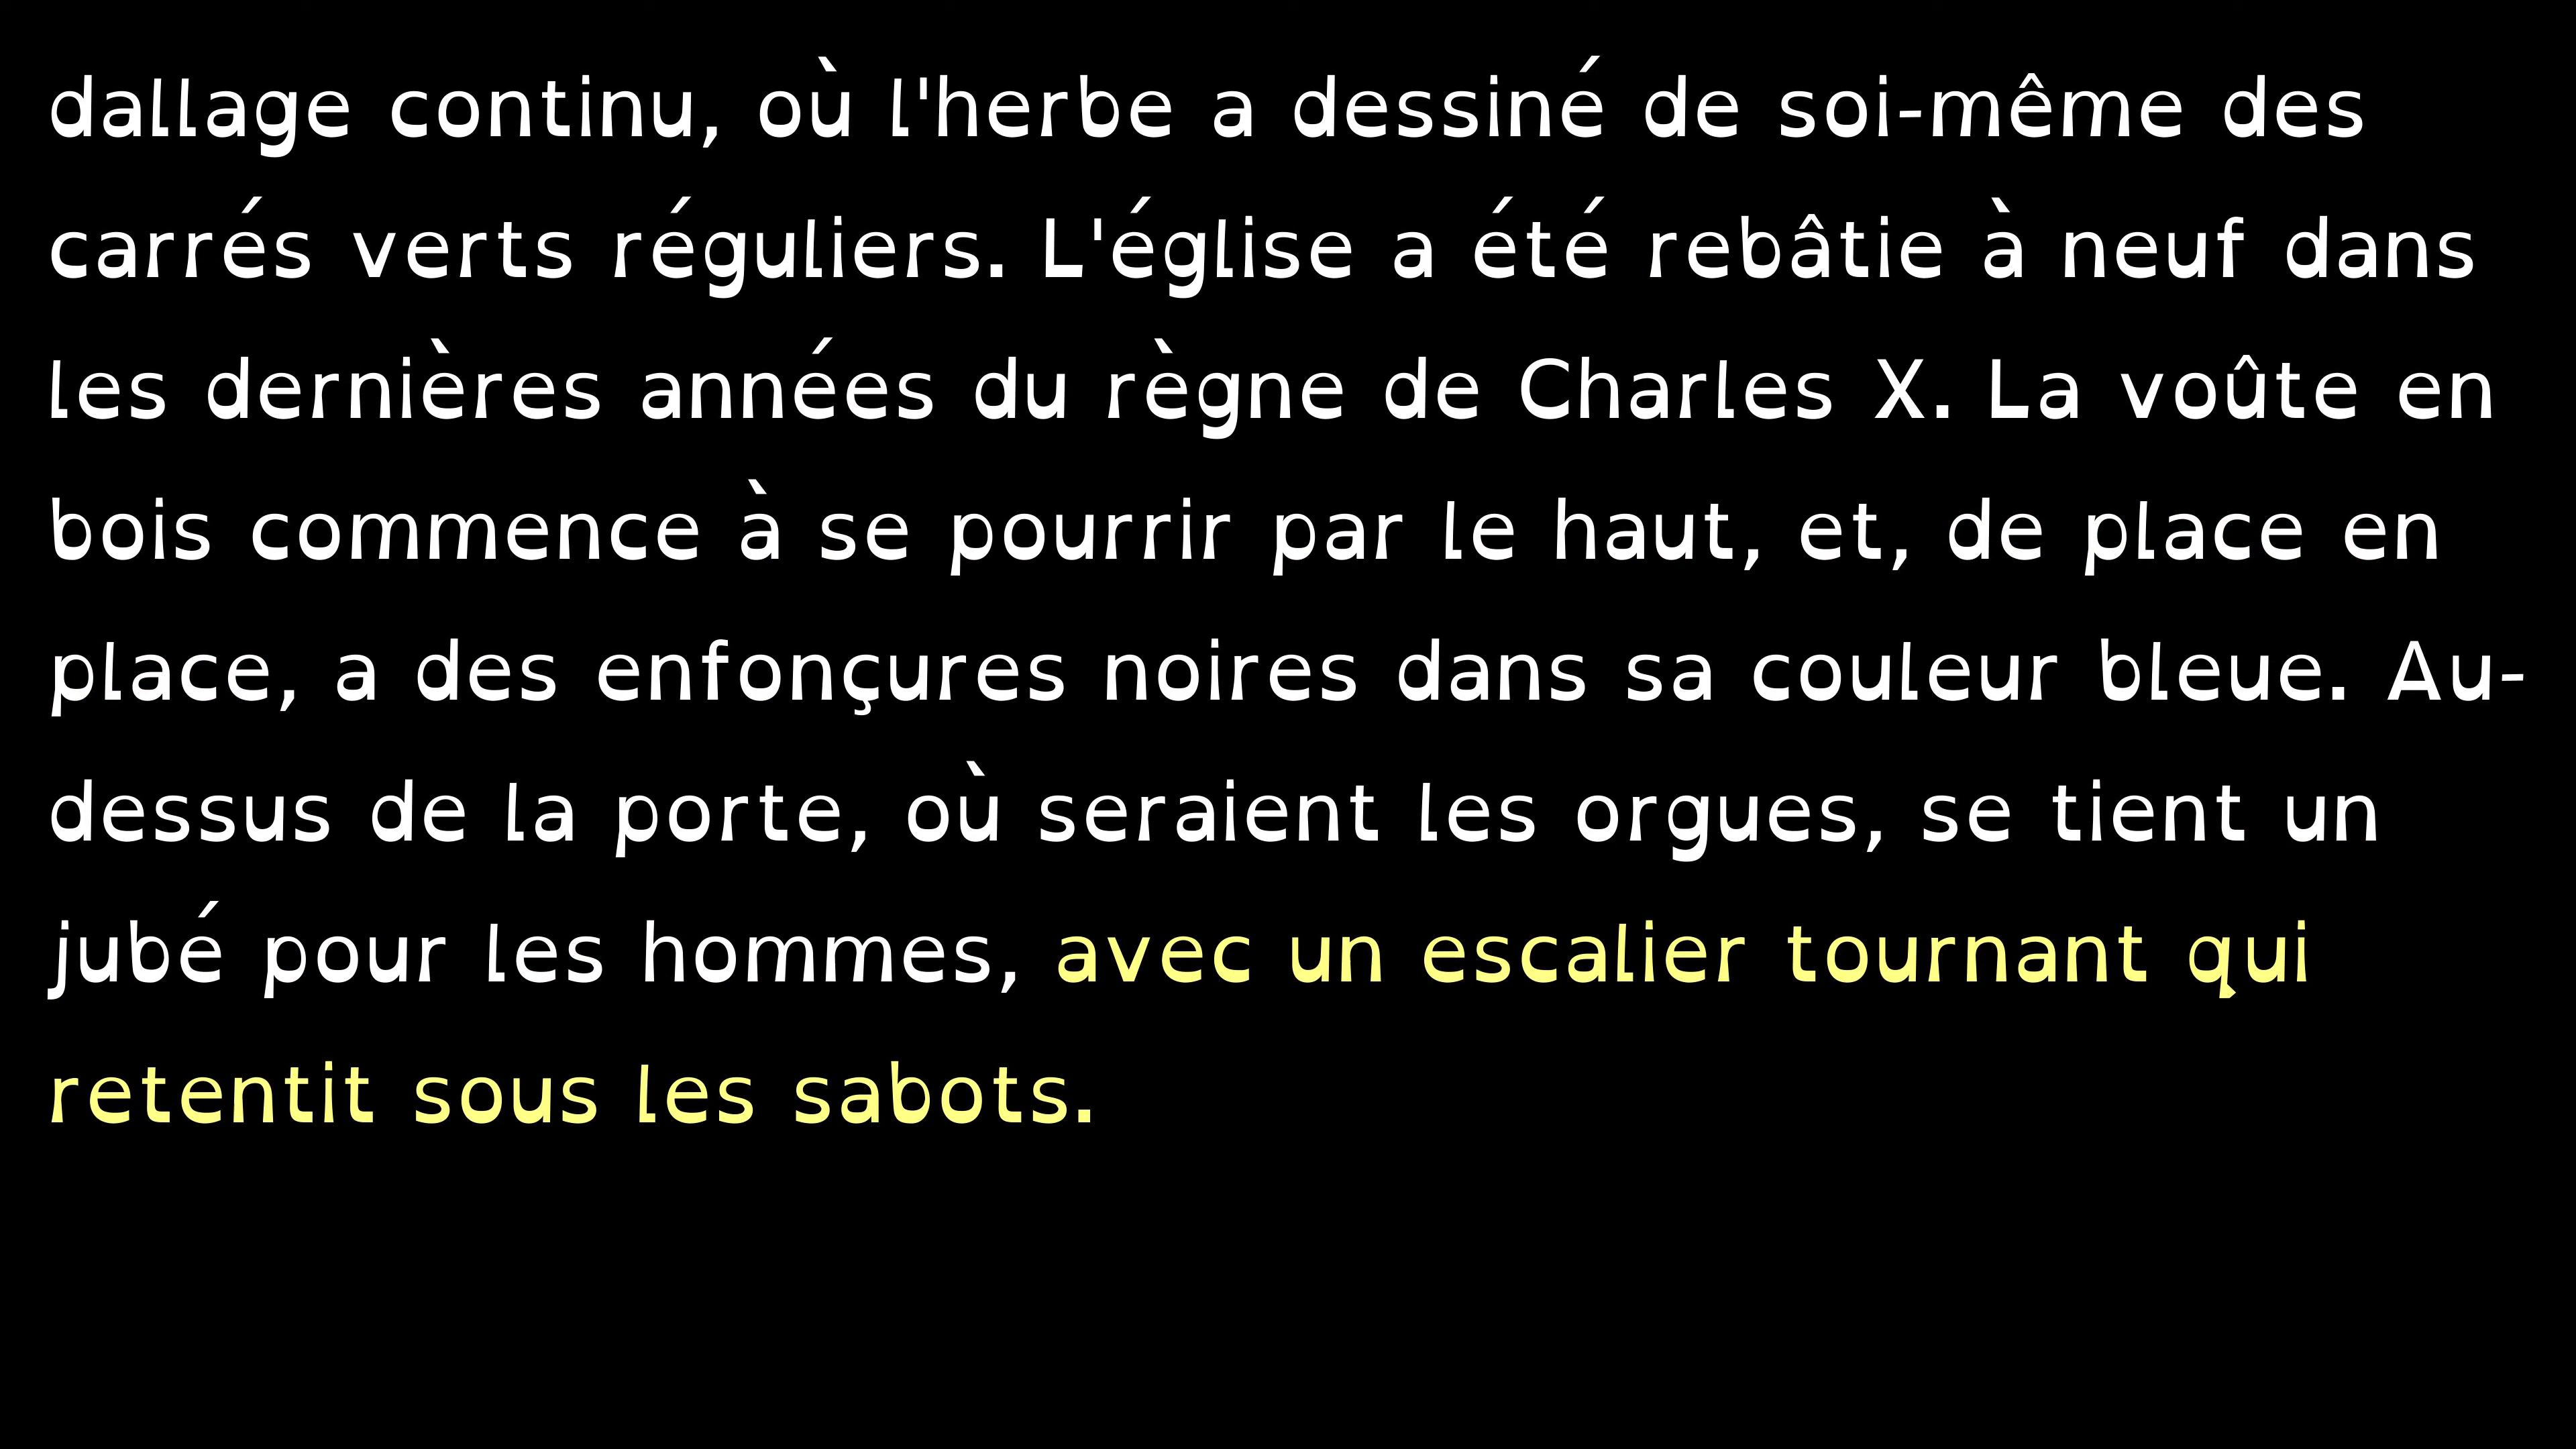 dallage continu, où l'herbe a dessiné de soi-même des
carrés verts réguliers. L'église a été rebâtie à neuf dans
les dernières années du règne de Charles X. La voûte en
bois commence à se pourrir par le haut, et, de place en
place, a des enfonçures noires dans sa couleur bleue. Au-
dessus de la porte, où seraient les orgues, se tient un
jubé pour les hommes, avec un escalier tournant qui
retentit sous les sabots.